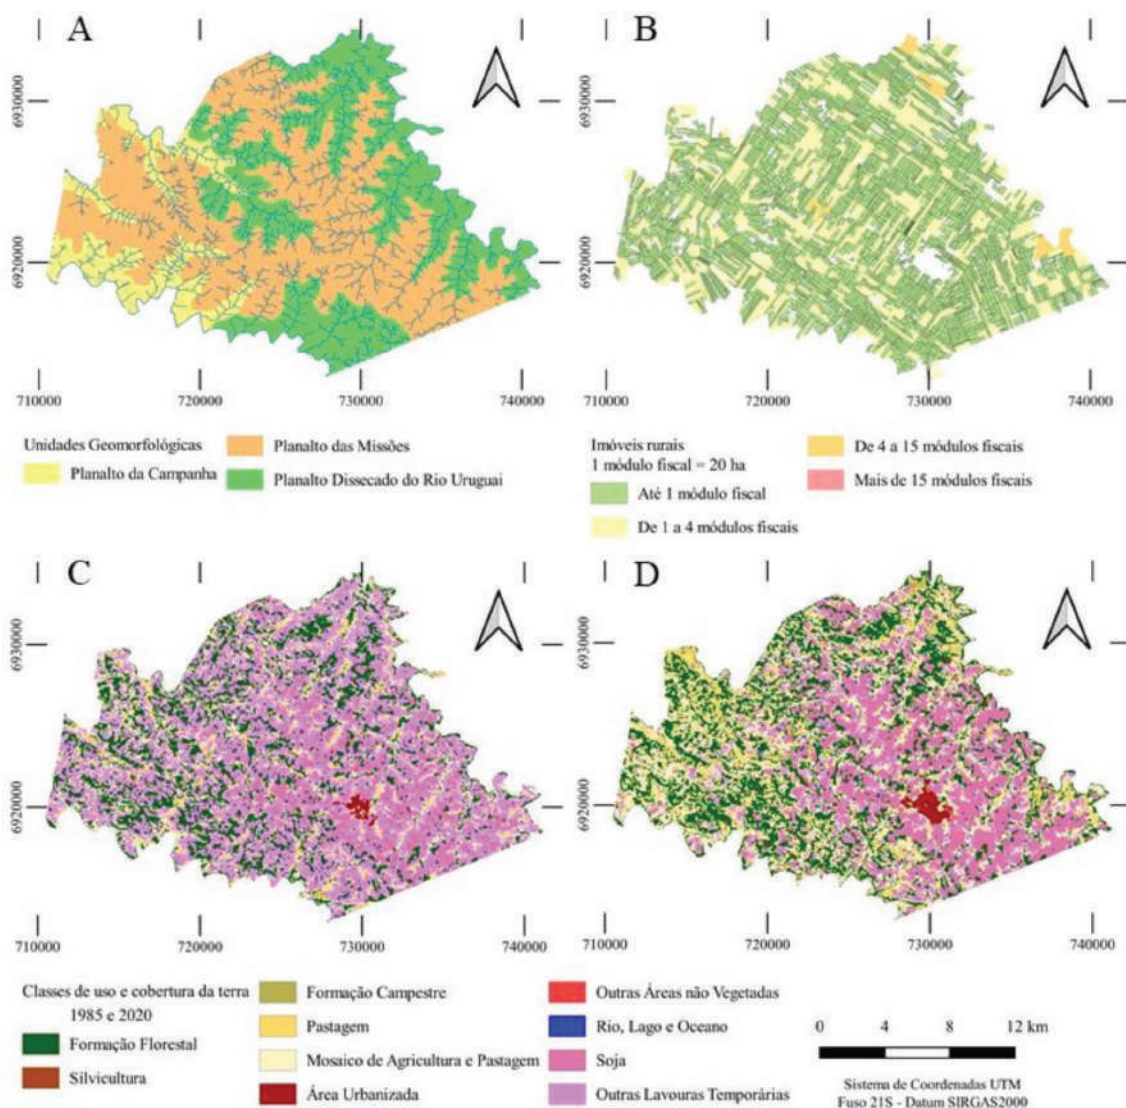 A
B
6930000
6920000
6930000
6920000
710000
720000
730000
740000
710000
720000
730000
740000
Unidades Geomorfológicas
Planalto da Campanha
Planalto das Missões
Planalto Dissecado do Rio Uruguai
Imóveis rurais
1 módulo fiscal = 20 ha
Até 1 módulo fiscal
De 1 a 4 módulos fiscais
De 4 a 15 módulos fiscais
Mais de 15 módulos fiscais
C
D
6930000
6920000
6930000
6920000
710000
720000
730000
740000
710000
720000
730000
740000
Classes de uso e cobertura da terra
1985 e 2020
Formação Florestal
Silvicultura
Formação Campestre
Pastagem
Mosaico de Agricultura e Pastagem
Área Urbanizada
Outras Áreas não Vegetadas
Rio, Lago e Oceano
Soja
Outras Lavouras Temporárias
0 4 8 12 km
Sistema de Coordenadas UTM
Fuso 21S - Datum SIRGAS2000